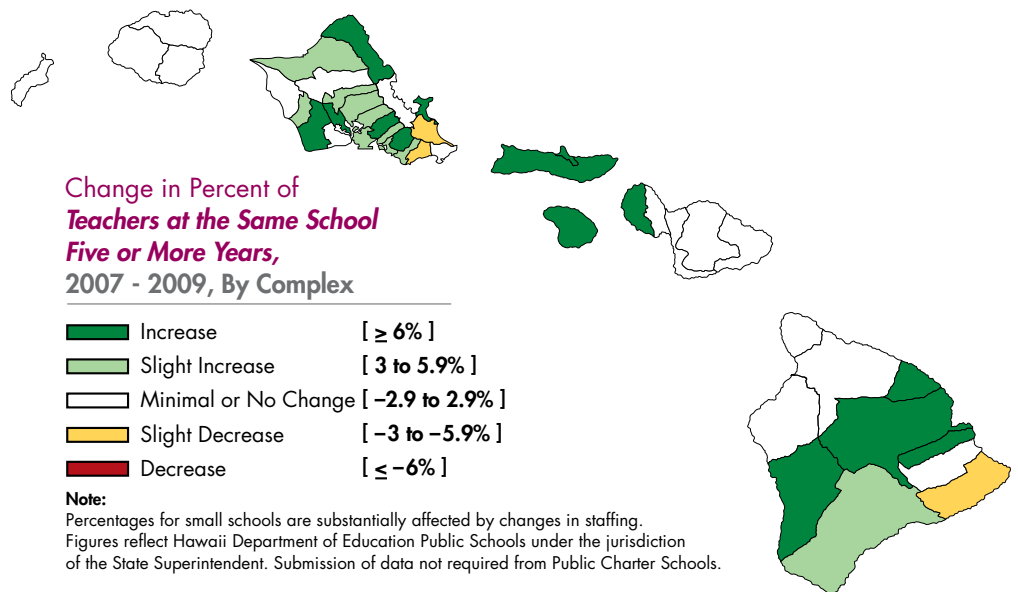 Change in Percent of
Teachers at the Same School
Five or More Years,
2007 - 2009, By Complex
Increase [ ≥ 6% ]
Slight Increase [ 3 to 5.9% ]
Minimal or No Change [ −2.9 to 2.9% ]
Slight Decrease [ −3 to −5.9% ]
Decrease [ ≤ −6% ]
Note:
Percentages for small schools are substantially affected by changes in staffing.
Figures reflect Hawaii Department of Education Public Schools under the jurisdiction
of the State Superintendent. Submission of data not required from Public Charter Schools.